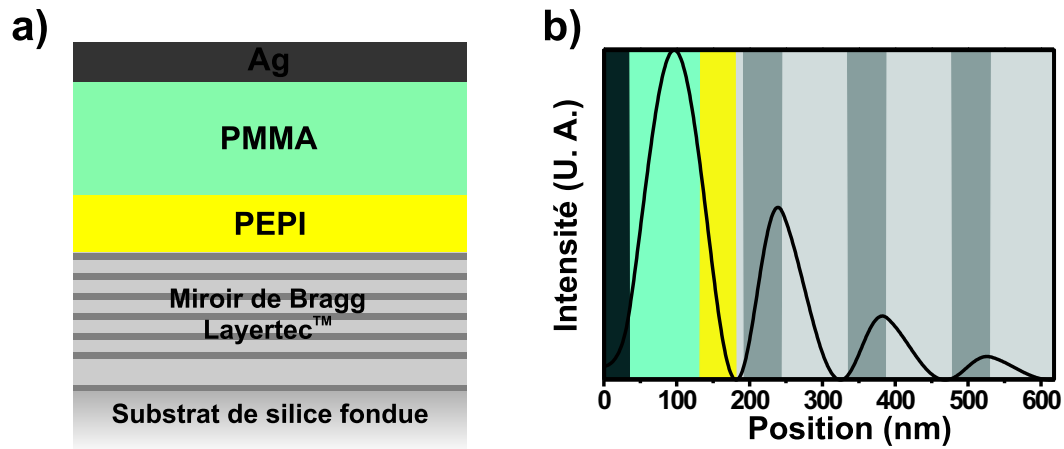 a)
Ag
PMMA
PEPI
Miroir de Bragg
Layertec™
Substrat de silice fondue
b)
Intensité (U. A.)
0 100 200 300 400 500 600
Position (nm)